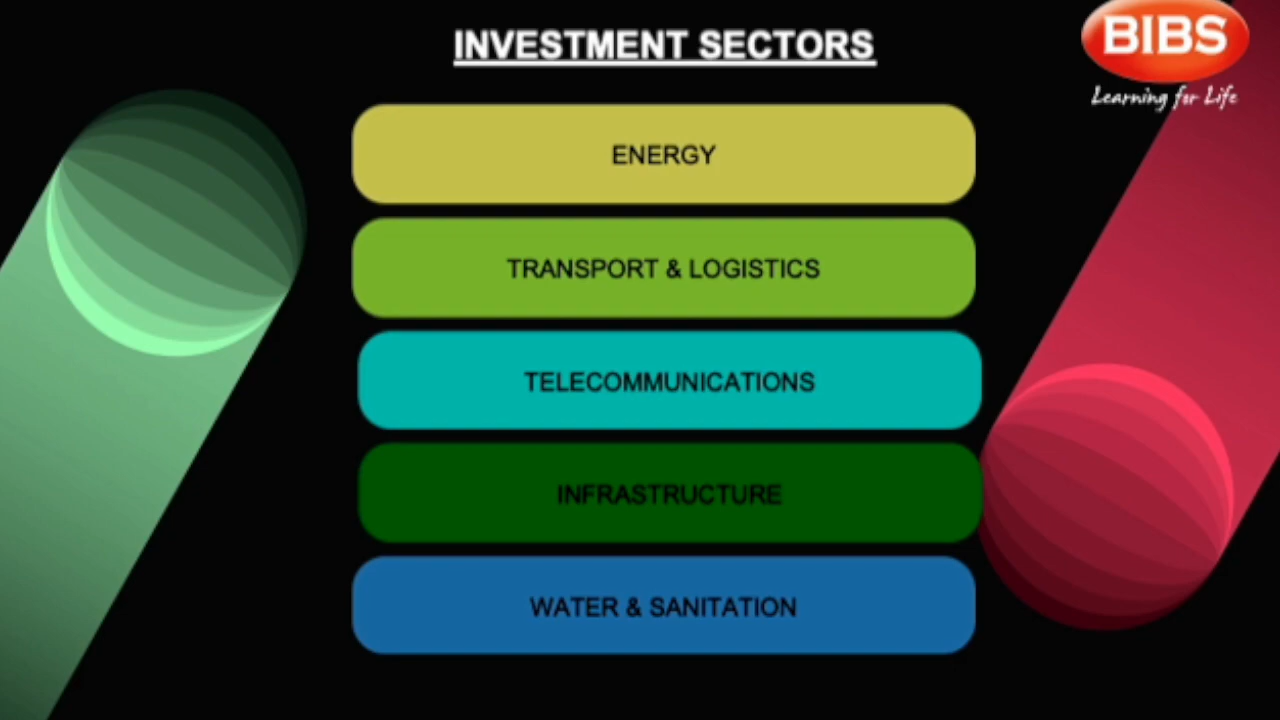 INVESTMENT SECTORS
BIBS
Learning for Life
ENERGY
TRANSPORT & LOGISTICS
TELECOMMUNICATIONS
INFRASTRUCTURE
WATER & SANITATION